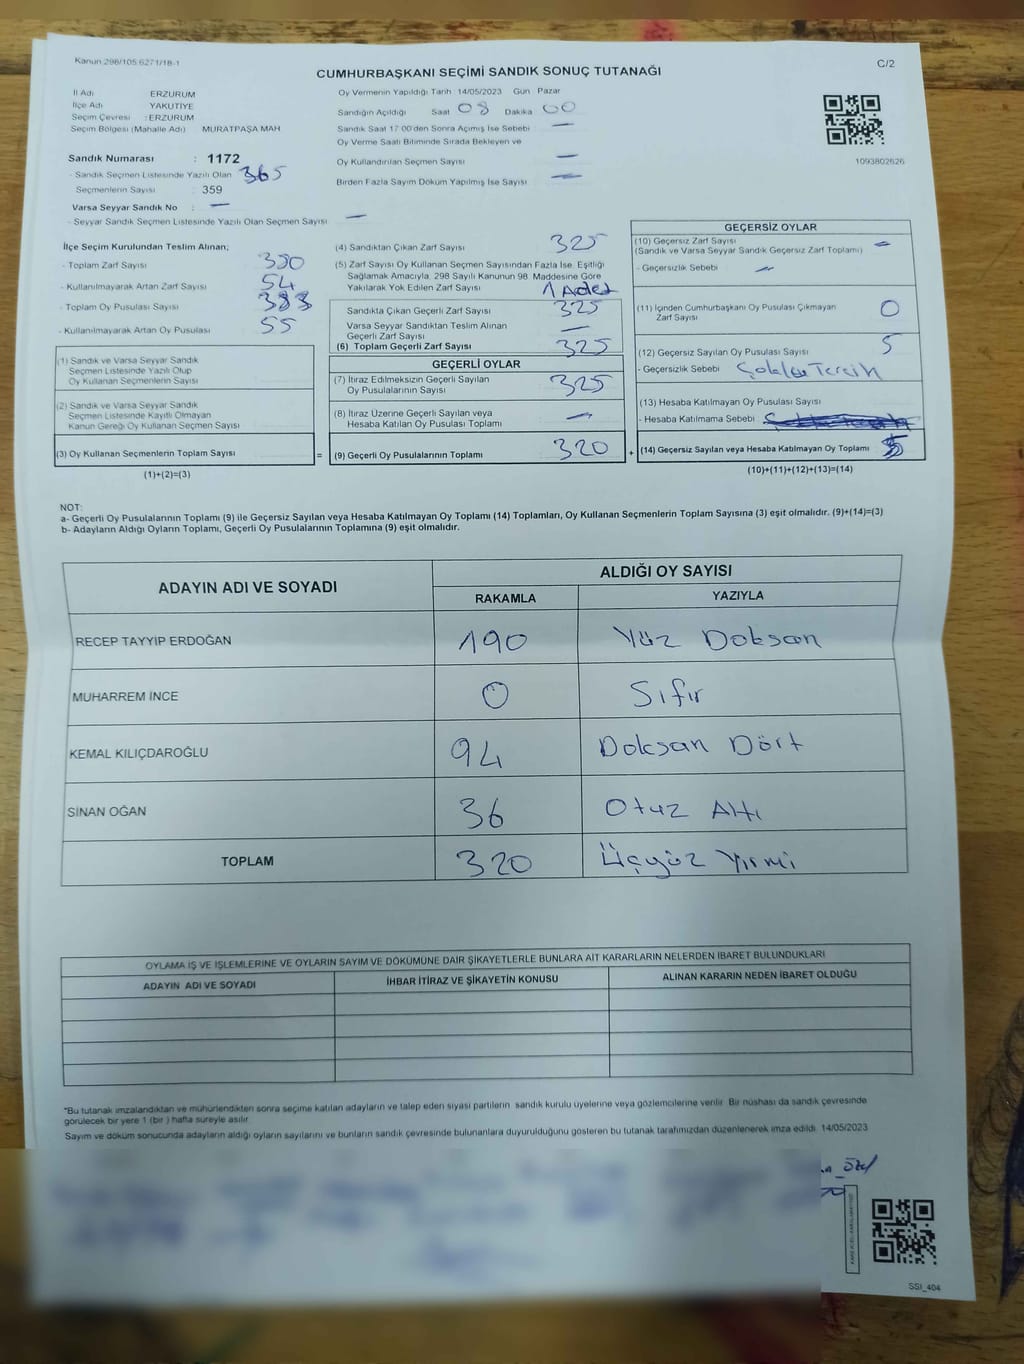 Kanun 298/105 6271/18-1
C/2
CUMHURBAŞKANI SEÇİMİ SANDIK SONUÇ TUTANAĞI
İl Adı ERZURUM
İlçe Adı YAKUTİYE
Seçim Çevresi : ERZURUM
Seçim Bölgesi (Mahalle Adı) MURATPAŞA MAH
Oy Vermenin Yapıldığı Tarih 14/05/2023 Gün Pazar
Sandığın Açıldığı Saat 08 Dakika 00
Sandık Saat 17 00'den Sonra Açılmış İse Sebebi —
Oy Verme Saati Bitiminde Sırada Bekleyen ve
Oy Kullandırılan Seçmen Sayısı —
Birden Fazla Sayım Döküm Yapılmış İse Sayısı —
1093802626
Sandık Numarası : 1172
- Sandık Seçmen Listesinde Yazılı Olan 365
Seçmenlerin Sayısı 359
Varsa Seyyar Sandık No : —
- Seyyar Sandık Seçmen Listesinde Yazılı Olan Seçmen Sayısı —
İlçe Seçim Kurulundan Teslim Alınan;
- Toplam Zarf Sayısı 380
- Kullanılmayarak Artan Zarf Sayısı 54
- Toplam Oy Pusulası Sayısı 383
- Kullanılmayarak Artan Oy Pusulası 55
(1) Sandık ve Varsa Seyyar Sandık
Seçmen Listesinde Yazılı Olup
Oy Kullanan Seçmenlerin Sayısı
(2) Sandık ve Varsa Seyyar Sandık
Seçmen Listesinde Kayıtlı Olmayan
Kanun Gereği Oy Kullanan Seçmen Sayısı
(3) Oy Kullanan Seçmenlerin Toplam Sayısı
(1)+(2)=(3)
=
(4) Sandıktan Çıkan Zarf Sayısı 325
(5) Zarf Sayısı Oy Kullanan Seçmen Sayısından Fazla İse, Eşitliği
Sağlamak Amacıyla, 298 Sayılı Kanunun 98. Maddesine Göre
Yakılarak Yok Edilen Zarf Sayısı 1 Adet
Sandıkta Çıkan Geçerli Zarf Sayısı 325
Varsa Seyyar Sandıktan Teslim Alınan
Geçerli Zarf Sayısı —
(6) Toplam Geçerli Zarf Sayısı 325
GEÇERLİ OYLAR
(7) İtiraz Edilmeksizin Geçerli Sayılan
Oy Pusulalarının Sayısı 325
(8) İtiraz Üzerine Geçerli Sayılan veya
Hesaba Katılan Oy Pusulası Toplamı —
(9) Geçerli Oy Pusulalarının Toplamı 320
+
GEÇERSİZ OYLAR
(10) Geçersiz Zarf Sayısı —
(Sandık ve Varsa Seyyar Sandık Geçersiz Zarf Toplamı)
- Geçersizlik Sebebi —
(11) İçinden Cumhurbaşkanı Oy Pusulası Çıkmayan
Zarf Sayısı 0
(12) Geçersiz Sayılan Oy Pusulası Sayısı 5
- Geçersizlik Sebebi Çoklu Tercih
(13) Hesaba Katılmayan Oy Pusulası Sayısı
- Hesaba Katılmama Sebebi
(14) Geçersiz Sayılan veya Hesaba Katılmayan Oy Toplamı 5
(10)+(11)+(12)+(13)=(14)
NOT:
a- Geçerli Oy Pusulalarının Toplamı (9) ile Geçersiz Sayılan veya Hesaba Katılmayan Oy Toplamı (14) Toplamları, Oy Kullanan Seçmenlerin Toplam Sayısına (3) eşit olmalıdır. (9)+(14)=(3)
b- Adayların Aldığı Oyların Toplamı, Geçerli Oy Pusulalarının Toplamına (9) eşit olmalıdır.
ADAYIN ADI VE SOYADI
ALDIĞI OY SAYISI
RAKAMLA YAZIYLA
RECEP TAYYİP ERDOĞAN 190 Yüz Doksan
MUHARREM İNCE 0 Sıfır
KEMAL KILIÇDAROĞLU 94 Doksan Dört
SİNAN OĞAN 36 Otuz Altı
TOPLAM 320 Üçyüz Yirmi
OYLAMA İŞ VE İŞLEMLERİNE VE OYLARIN SAYIM VE DÖKÜMÜNE DAİR ŞİKAYETLERLE BUNLARA AİT KARARLARIN NELERDEN İBARET BULUNDUKLARI
ADAYIN ADI VE SOYADI İHBAR İTİRAZ VE ŞİKAYETİN KONUSU ALINAN KARARIN NEDEN İBARET OLDUĞU
*Bu tutanak imzalandıktan ve mühürlendikten sonra seçime katılan adayların ve talep eden siyasi partilerin sandık kurulu üyelerine veya gözlemcilerine verilir. Bir nüshası da sandık çevresinde
görülecek bir yere 1 (bir ) hafta süreyle asılır
Sayım ve döküm sonucunda adayların aldığı oyların sayılarını ve bunların sandık çevresinde bulunanlara duyurulduğunu gösteren bu tutanak tarafımızdan düzenlenerek imza edildi. 14/05/2023
Özel
SSI_404